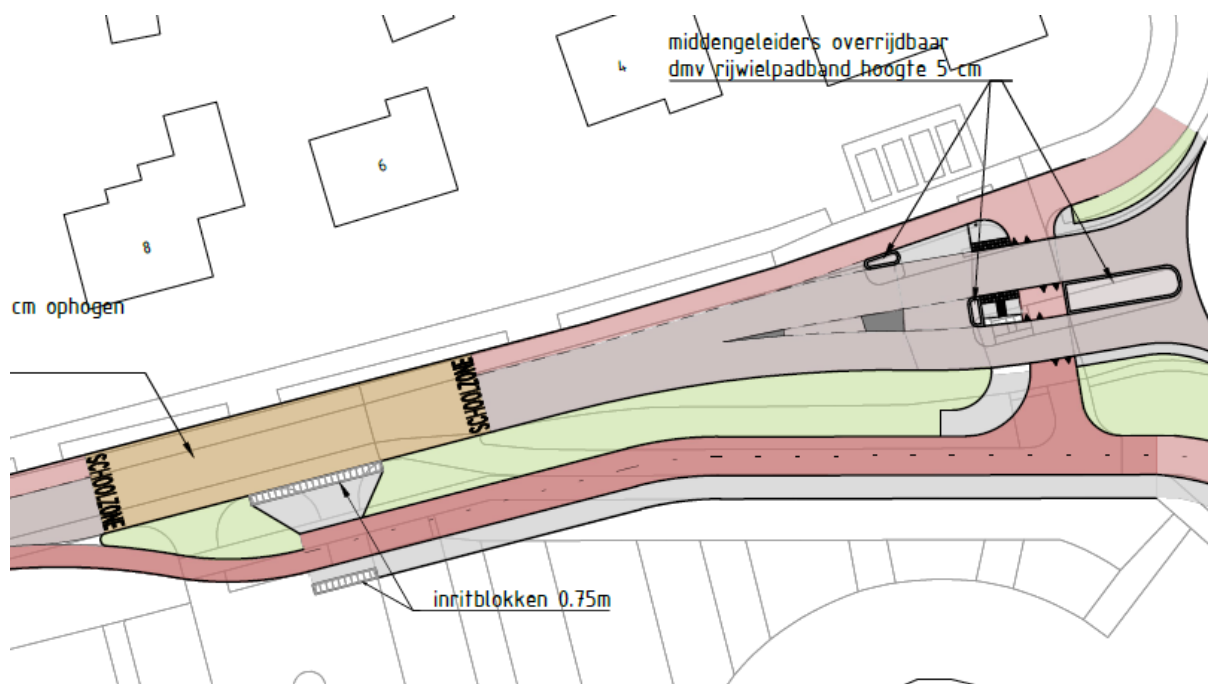 middengeleiders overrijdbaar
dmv rijwielpadband hoogte 5 cm
4
6
8
cm ophogen
SCHOOLZONE
SCHOOLZONE
inritblokken 0.75m